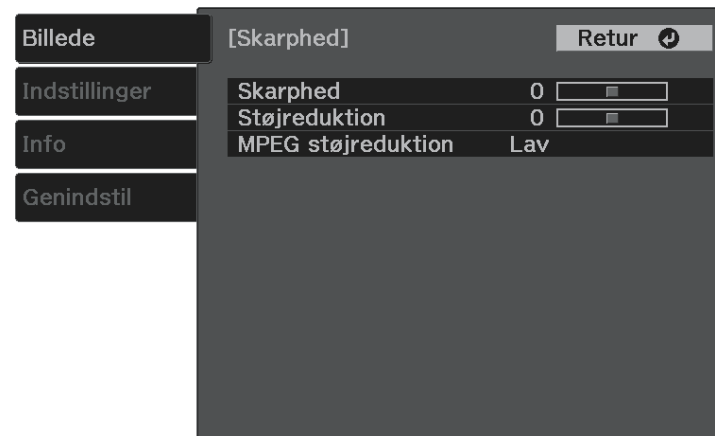 Billede
Indstillinger
Info
Genindstil
[Skarphed]
Retur
Skarphed 0
Støjreduktion 0
MPEG støjreduktion Lav